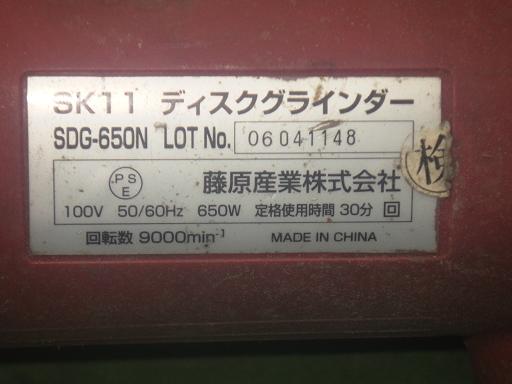 SK11 ディスクグラインダー
SDG-650N LOT No. 06041148
PS E 藤原産業株式会社
検
100V 50/60Hz 650W 定格使用時間 30分 回
回転数 9000min⁻¹ MADE IN CHINA